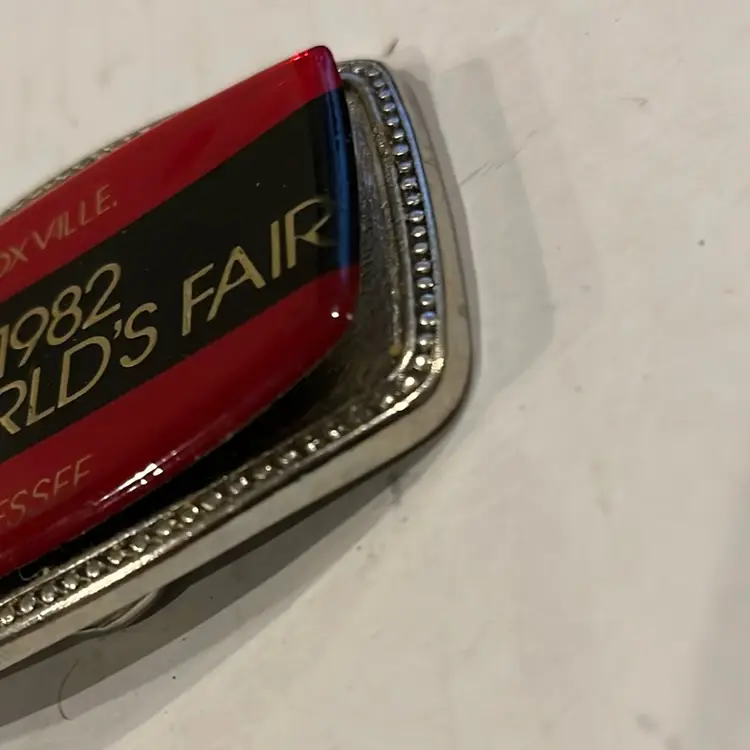 OXVILLE.
1982
RLD'S FAIR
ESSEE